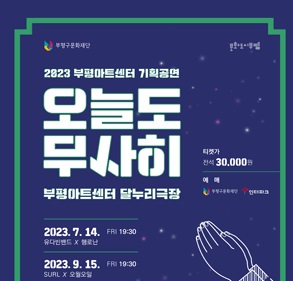 부평구문화재단
2023 부평아트센터 기획공연
오늘도
무사히
부평아트센터 달누리극장
티켓가
전석 30,000원
예 매
부평구문화재단 인터파크
2023. 7. 14. FRI 19:30
유다빈밴드 X 행로난
2023. 9. 15. FRI 19:30
SURL X 오월오일